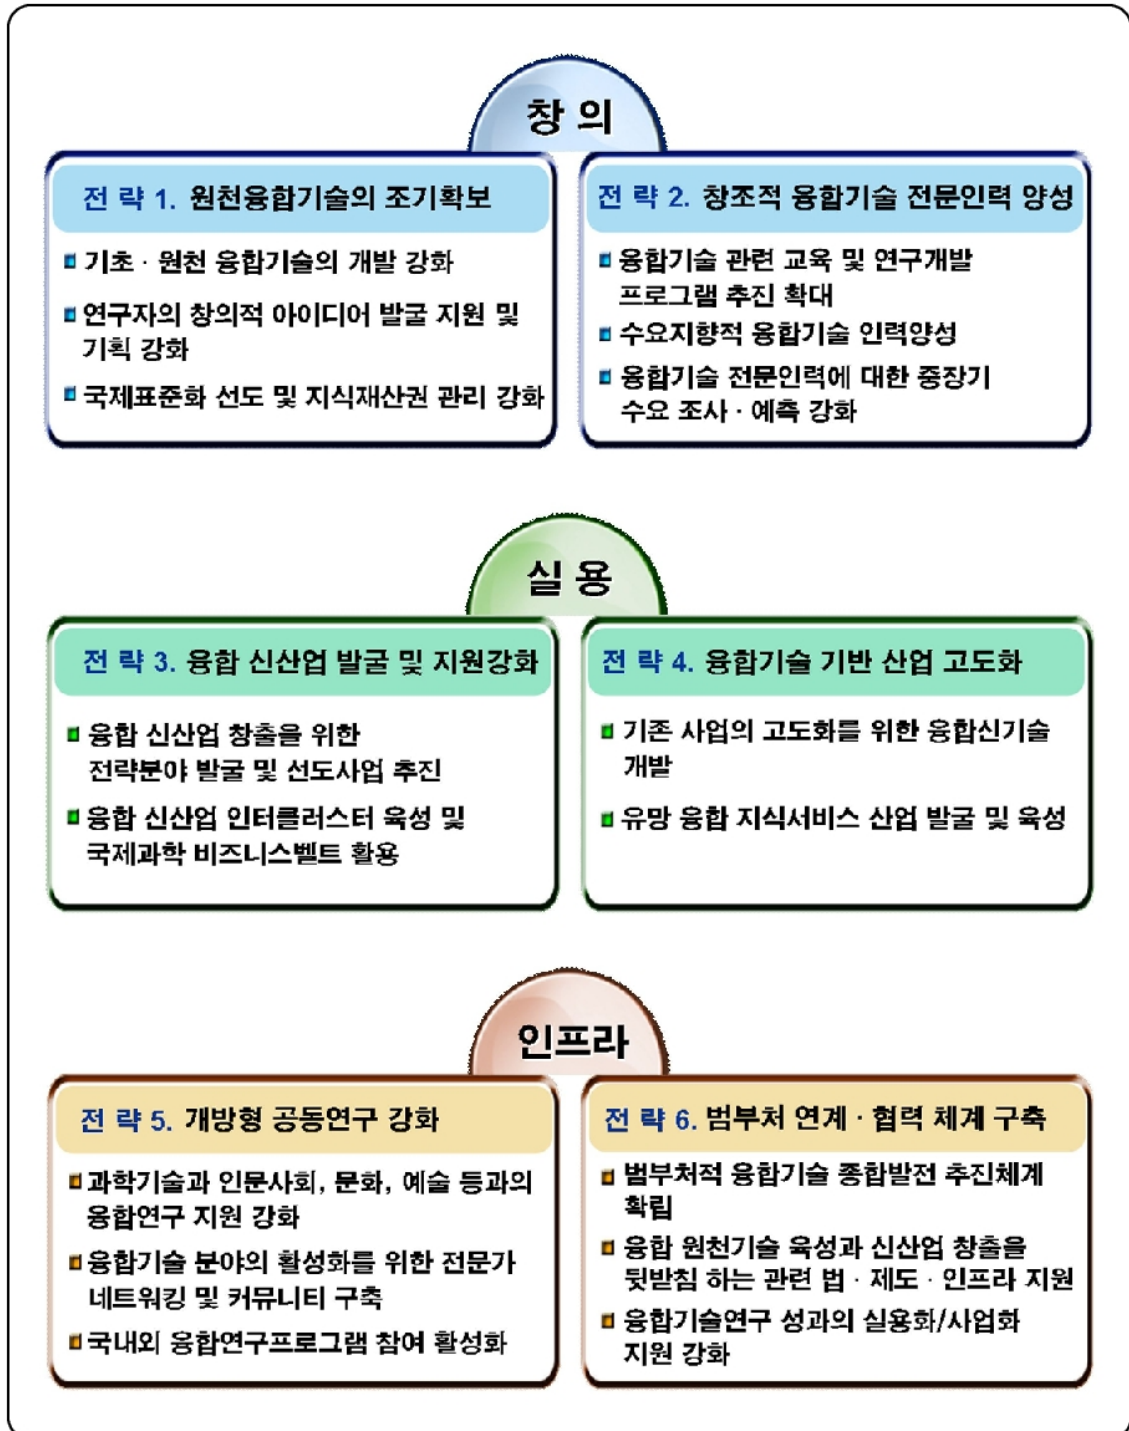 창 의
전 략 1. 원천융합기술의 조기확보
기초 · 원천 융합기술의 개발 강화
연구자의 창의적 아이디어 발굴 지원 및
기획 강화
국제표준화 선도 및 지식재산권 관리 강화
전 략 2. 창조적 융합기술 전문인력 양성
융합기술 관련 교육 및 연구개발
프로그램 추진 확대
수요지향적 융합기술 인력양성
융합기술 전문인력에 대한 중장기
수요 조사 · 예측 강화
실 용
전 략 3. 융합 신산업 발굴 및 지원강화
융합 신산업 창출을 위한
전략분야 발굴 및 선도사업 추진
융합 신산업 인터클러스터 육성 및
국제과학 비즈니스벨트 활용
전 략 4. 융합기술 기반 산업 고도화
기존 사업의 고도화를 위한 융합신기술
개발
유망 융합 지식서비스 산업 발굴 및 육성
인프라
전 략 5. 개방형 공동연구 강화
과학기술과 인문사회, 문화, 예술 등과의
융합연구 지원 강화
융합기술 분야의 활성화를 위한 전문가
네트워킹 및 커뮤니티 구축
국내외 융합연구프로그램 참여 활성화
전 략 6. 범부처 연계 · 협력 체계 구축
범부처적 융합기술 종합발전 추진체계
확립
융합 원천기술 육성과 신산업 창출을
뒷받침 하는 관련 법 · 제도 · 인프라 지원
융합기술연구 성과의 실용화/사업화
지원 강화